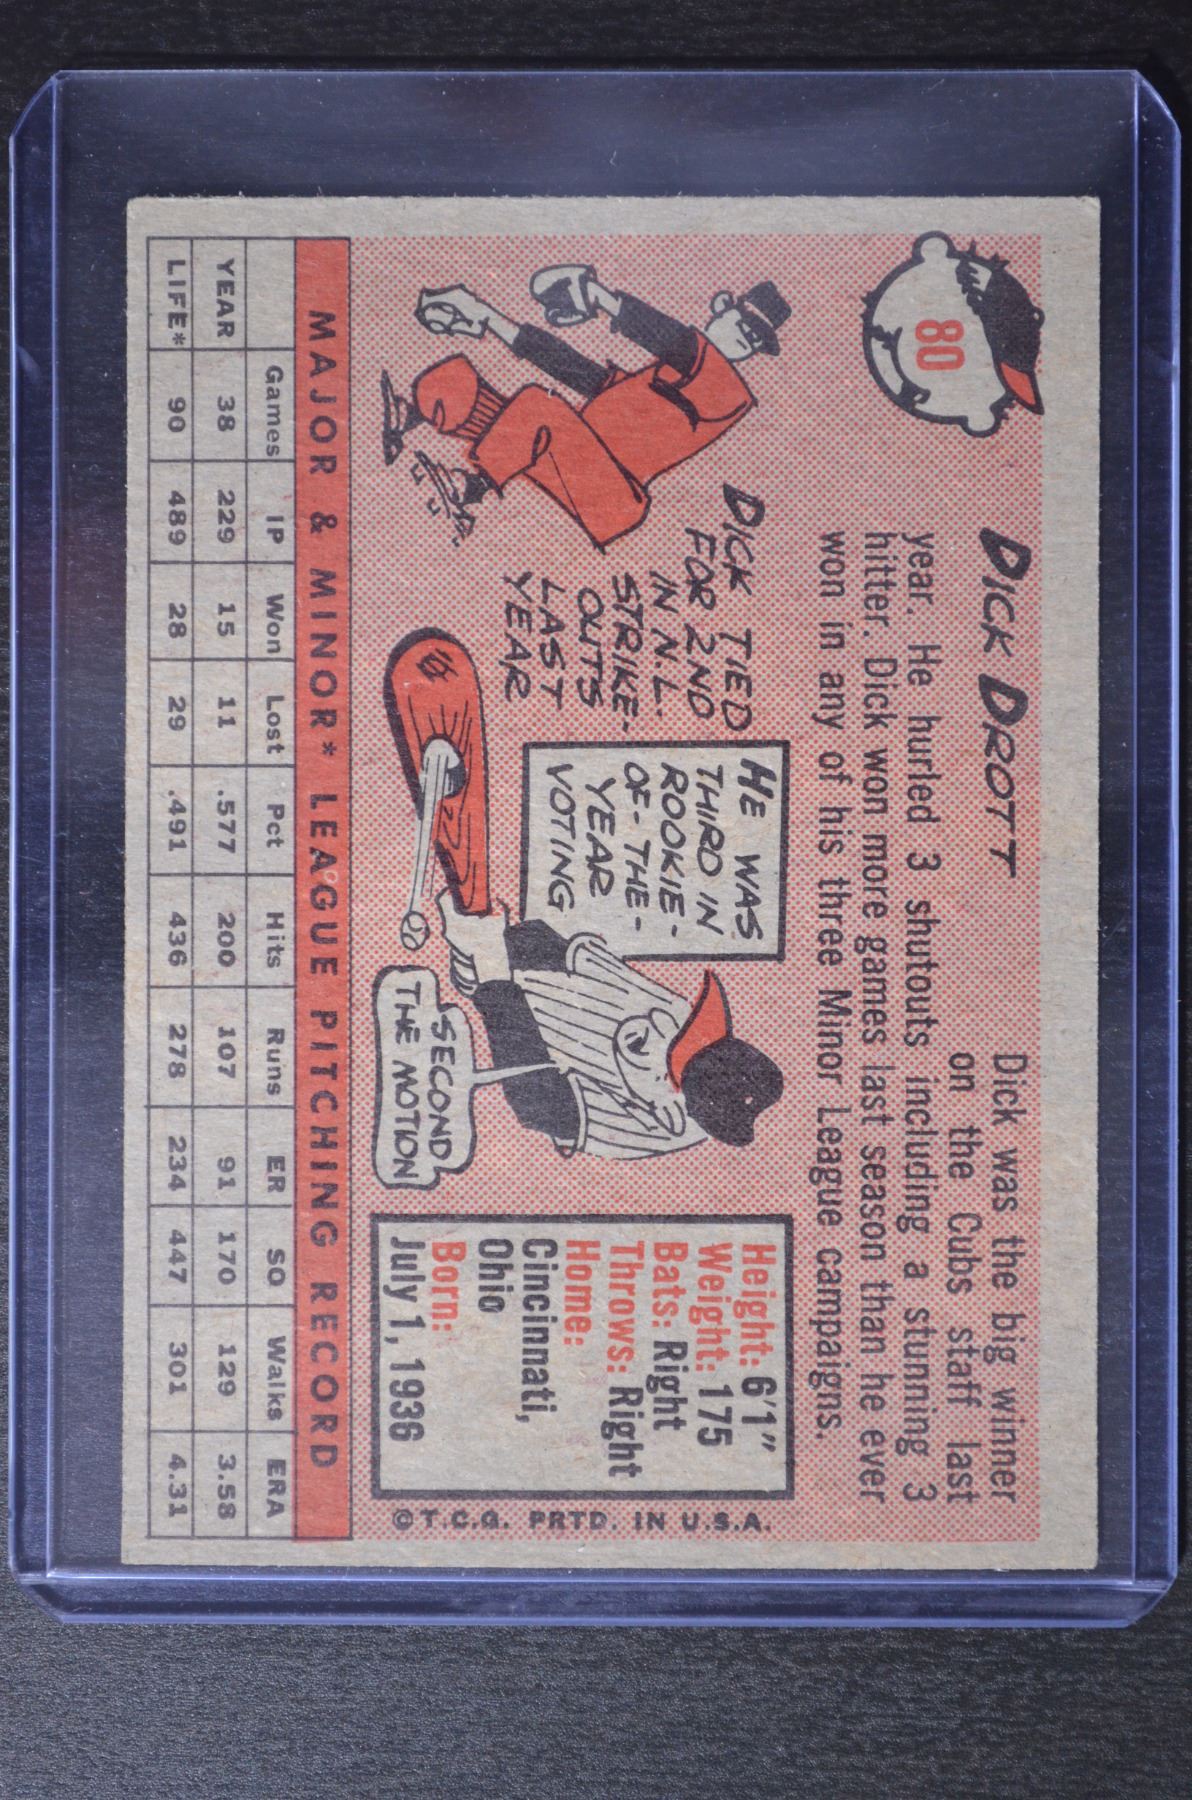 80
DICK DROTT
Dick was the big winner
on the Cubs staff last
year. He hurled 3 shutouts including a stunning 3
hitter. Dick won more games last season than he ever
won in any of his three Minor League campaigns.
DICK TIED
FOR 2ND
IN N.L.
STRIKE-
OUTS
LAST
YEAR
HE WAS
THIRD IN
ROOKIE-
OF-THE-
YEAR
VOTING
SECOND
THE MOTION
Height: 6'1"
Weight: 175
Bats: Right
Throws: Right
Home:
Cincinnati,
Ohio
Born:
July 1, 1936
©T.C.G. PRTD. IN U.S.A.
MAJOR & MINOR* LEAGUE PITCHING RECORD
Games IP Won Lost Pct Hits Runs ER SO Walks ERA
YEAR 38 229 15 11 .577 200 107 91 170 129 3.58
LIFE* 90 489 28 29 .491 436 278 234 447 301 4.31